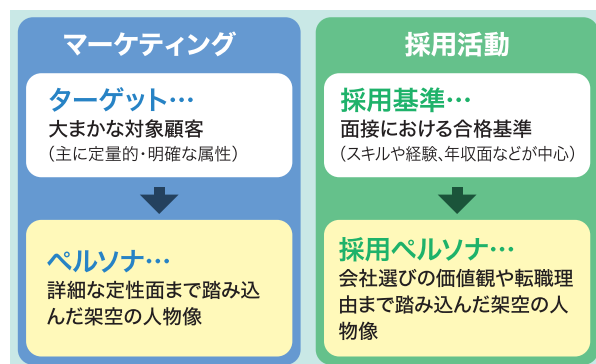 マーケティング
ターゲット…
大まかな対象顧客
（主に定量的・明確な属性）
ペルソナ…
詳細な定性面まで踏み込
んだ架空の人物像
採用活動
採用基準…
面接における合格基準
（スキルや経験、年収面などが中心）
採用ペルソナ…
会社選びの価値観や転職理
由まで踏み込んだ架空の人
物像